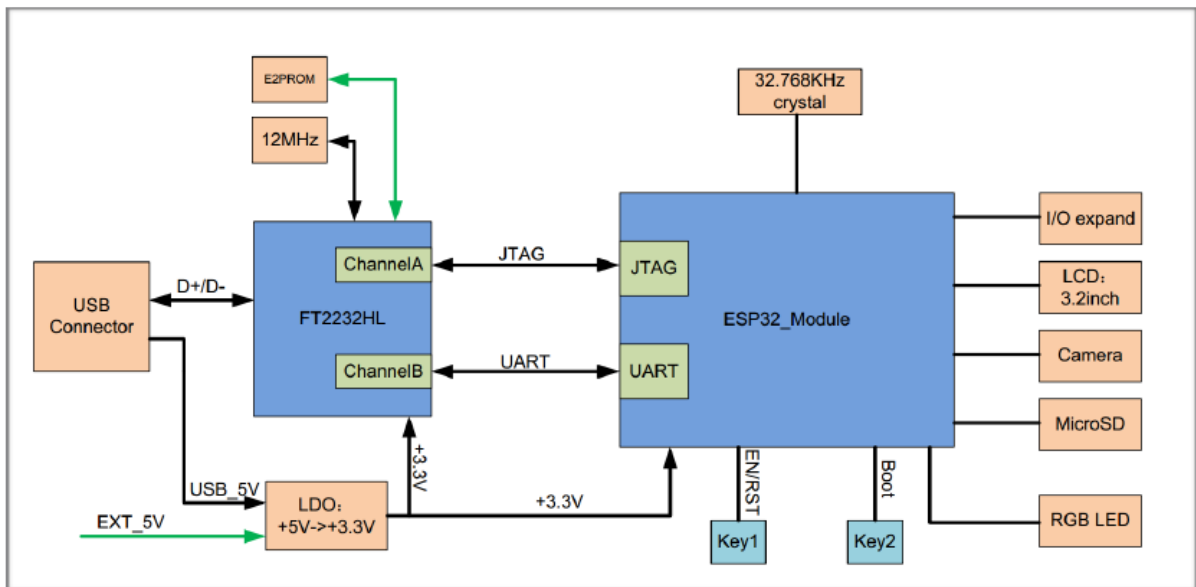 E2PROM
12MHz
32.768KHz
crystal
USB
Connector
D+/D-
FT2232HL
ChannelA
ChannelB
JTAG
UART
JTAG
UART
ESP32_Module
I/O expand
LCD：
3.2inch
Camera
MicroSD
RGB LED
USB_5V
EXT_5V
LDO：
+5V->+3.3V
+3.3V
+3.3V
EN/RST
Boot
Key1
Key2